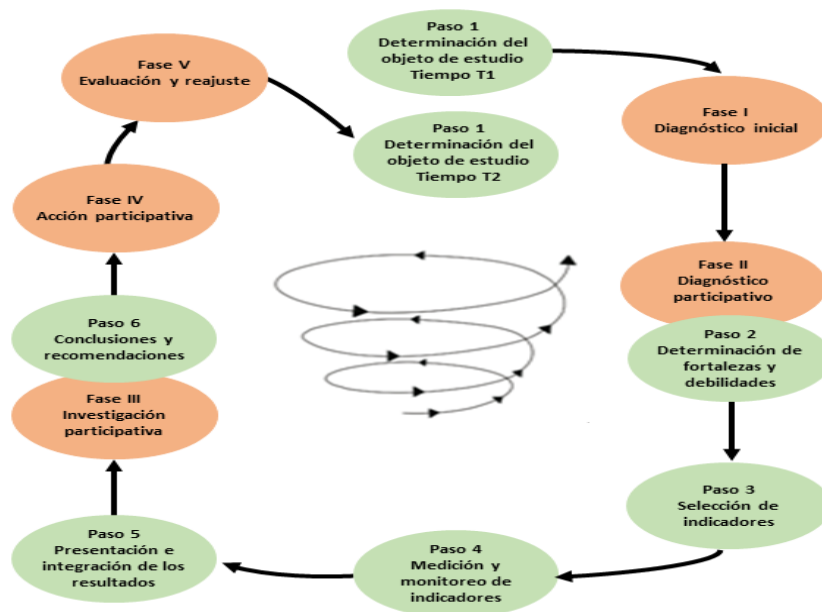 Paso 1
Determinación del
objeto de estudio
Tiempo T1
Fase I
Diagnóstico inicial
Fase II
Diagnóstico
participativo
Paso 2
Determinación de
fortalezas y
debilidades
Paso 3
Selección de
indicadores
Paso 4
Medición y
monitoreo de
indicadores
Paso 5
Presentación e
integración de los
resultados
Fase III
Investigación
participativa
Paso 6
Conclusiones y
recomendaciones
Fase IV
Acción participativa
Fase V
Evaluación y reajuste
Paso 1
Determinación del
objeto de estudio
Tiempo T2